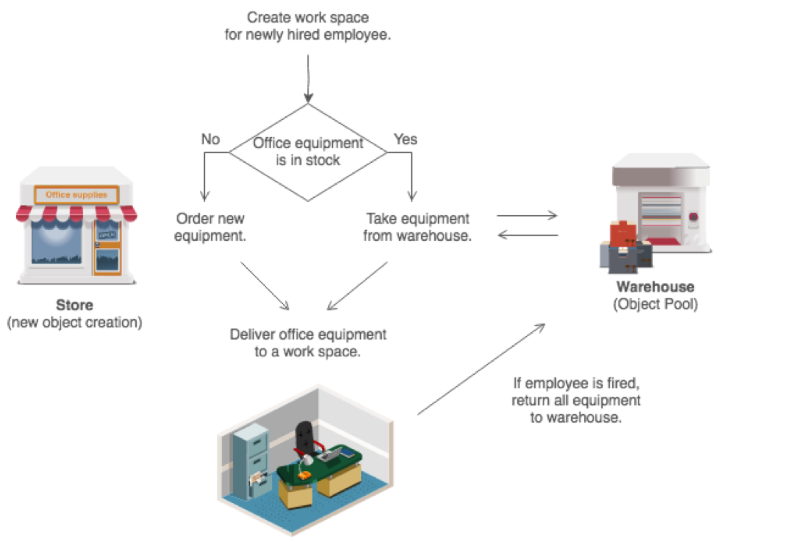 Create work space
for newly hired employee.
No
Office equipment
is in stock
Yes
Office supplies
OPEN
Order new
equipment.
Take equipment
from warehouse.
Store
(new object creation)
Warehouse
(Object Pool)
Deliver office equipment
to a work space.
If employee is fired,
return all equipment
to warehouse.